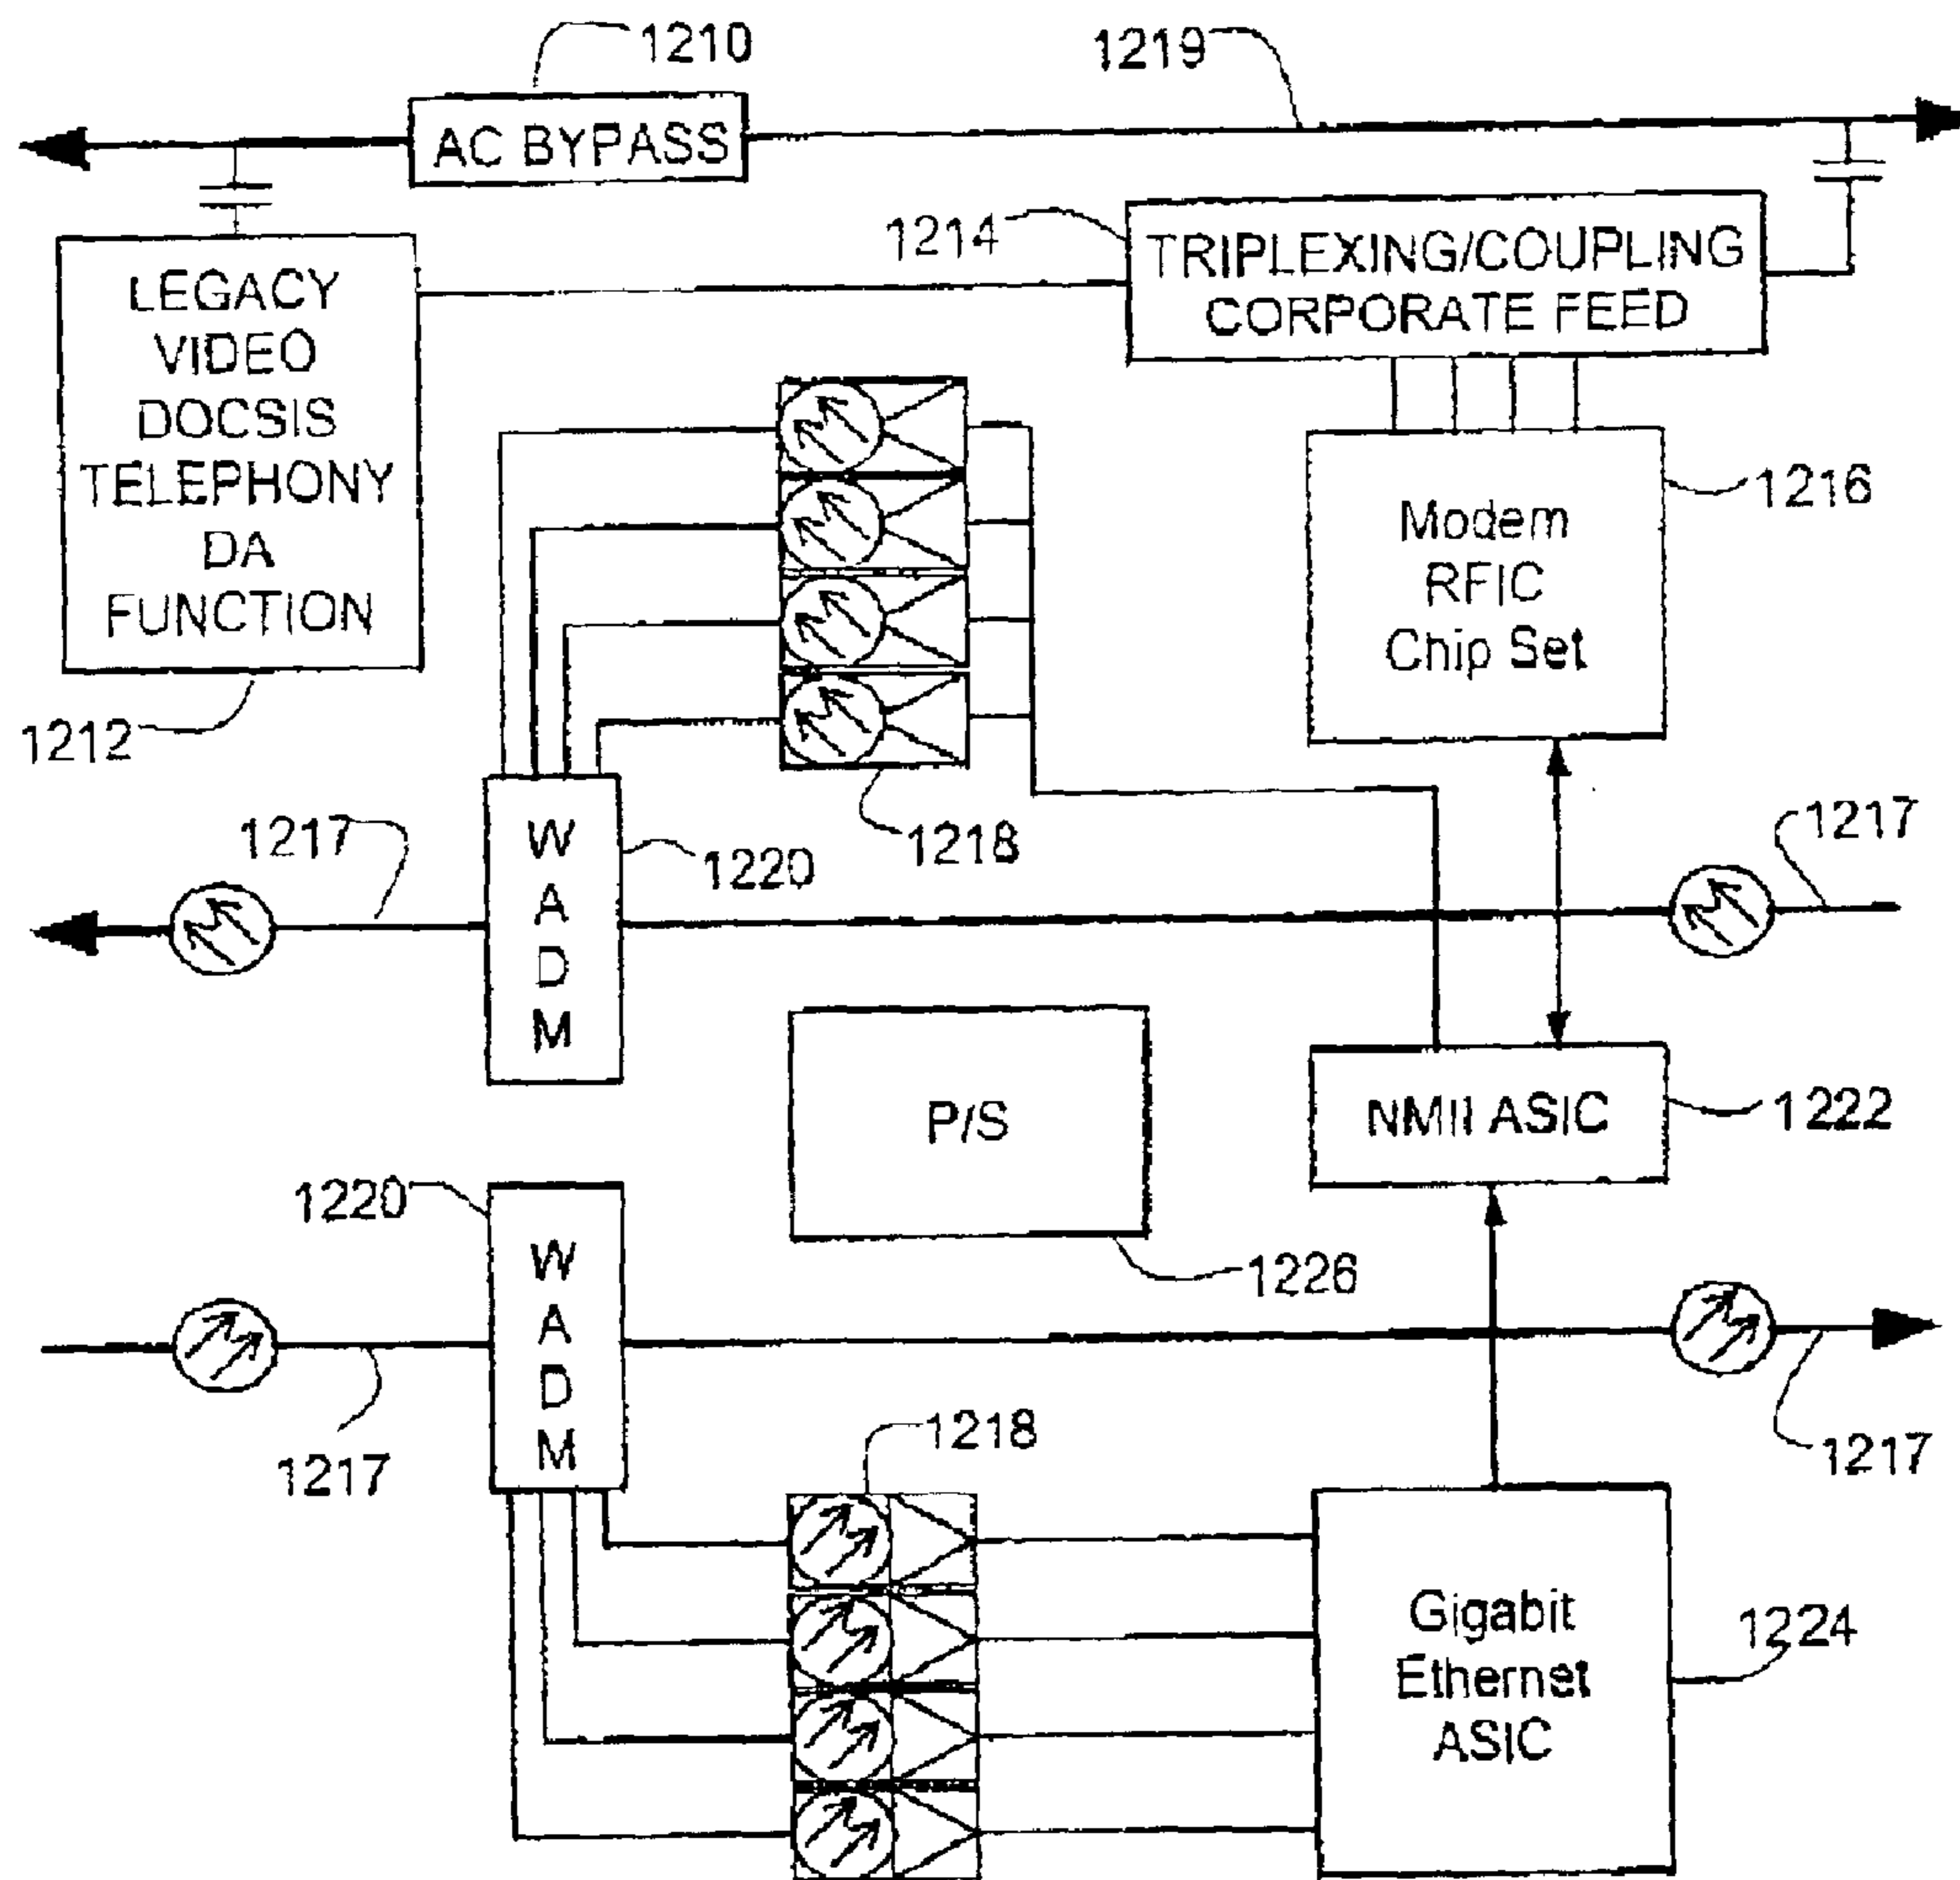 1210
1219
AC BYPASS
1214
TRIPLEXING/COUPLING
CORPORATE FEED
LEGACY
VIDEO
DOCSIS
TELEPHONY
DA
FUNCTION
1212
Modem
RFIC
Chip Set
1216
1218
1217
W
A
D
M
1220
1217
P/S
1226
NMII ASIC
1222
1220
W
A
D
M
1217
1217
1218
Gigabit
Ethernet
ASIC
1224